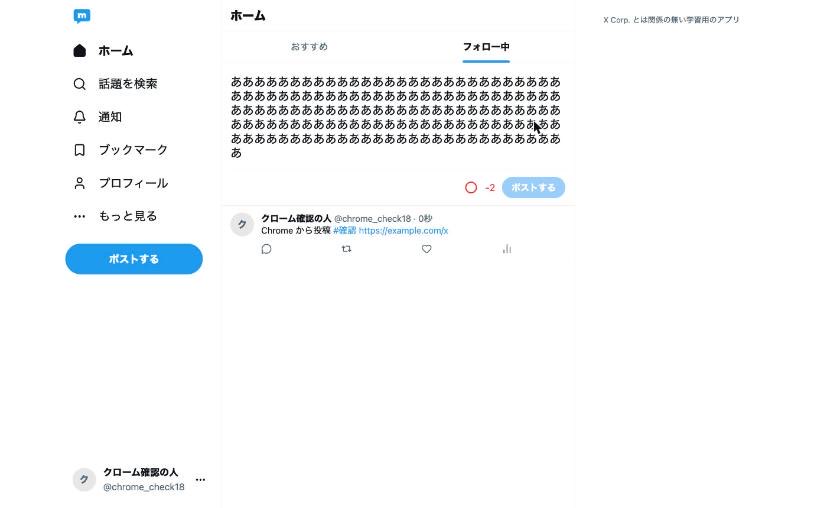 m
ホーム
話題を検索
通知
ブックマーク
プロフィール
もっと見る
ポストする
ク
クローム確認の人
@chrome_check18
ホーム
おすすめ
フォロー中
ああああああああああああああああああああああああああああ
ああああああああああああああああああああああああああああ
ああああああああああああああああああああああああああああ
ああああああああああああああああああああああああああああ
ああああああああああああああああああああああああああああ
あ
-2
ポストする
ク
クローム確認の人 @chrome_check18 · 0秒
Chrome から投稿 #確認 https://example.com/x
X Corp. とは関係の無い学習用のアプリ